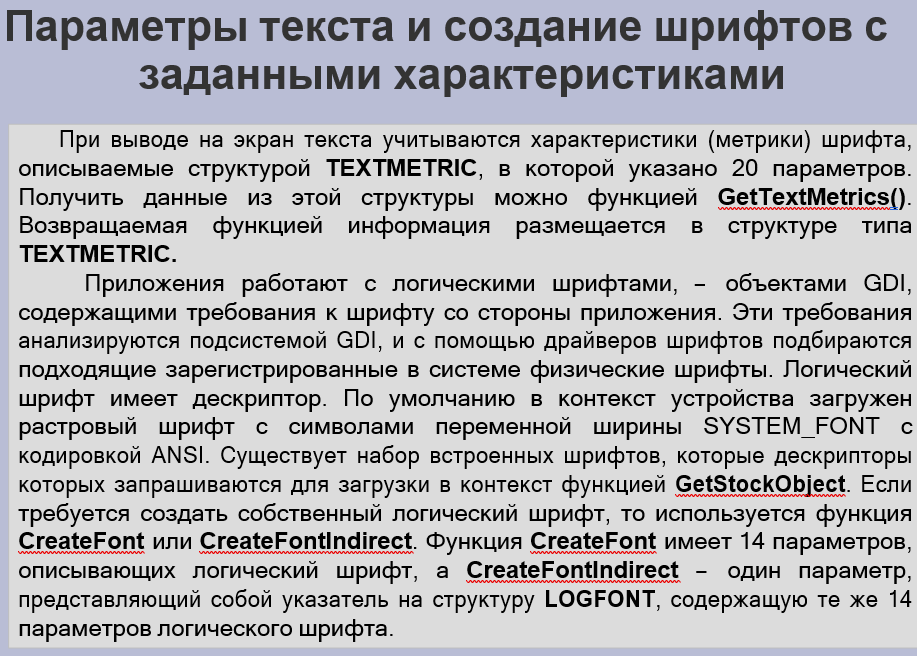 Параметры текста и создание шрифтов с
заданными характеристиками
При выводе на экран текста учитываются характеристики (метрики) шрифта,
описываемые структурой TEXTMETRIC, в которой указано 20 параметров.
Получить данные из этой структуры можно функцией GetTextMetrics().
Возвращаемая функцией информация размещается в структуре типа
TEXTMETRIC.
Приложения работают с логическими шрифтами, – объектами GDI,
содержащими требования к шрифту со стороны приложения. Эти требования
анализируются подсистемой GDI, и с помощью драйверов шрифтов подбираются
подходящие зарегистрированные в системе физические шрифты. Логический
шрифт имеет дескриптор. По умолчанию в контекст устройства загружен
растровый шрифт с символами переменной ширины SYSTEM_FONT с
кодировкой ANSI. Существует набор встроенных шрифтов, которые дескрипторы
которых запрашиваются для загрузки в контекст функцией GetStockObject. Если
требуется создать собственный логический шрифт, то используется функция
CreateFont или CreateFontIndirect. Функция CreateFont имеет 14 параметров,
описывающих логический шрифт, а CreateFontIndirect – один параметр,
представляющий собой указатель на структуру LOGFONT, содержащую те же 14
параметров логического шрифта.